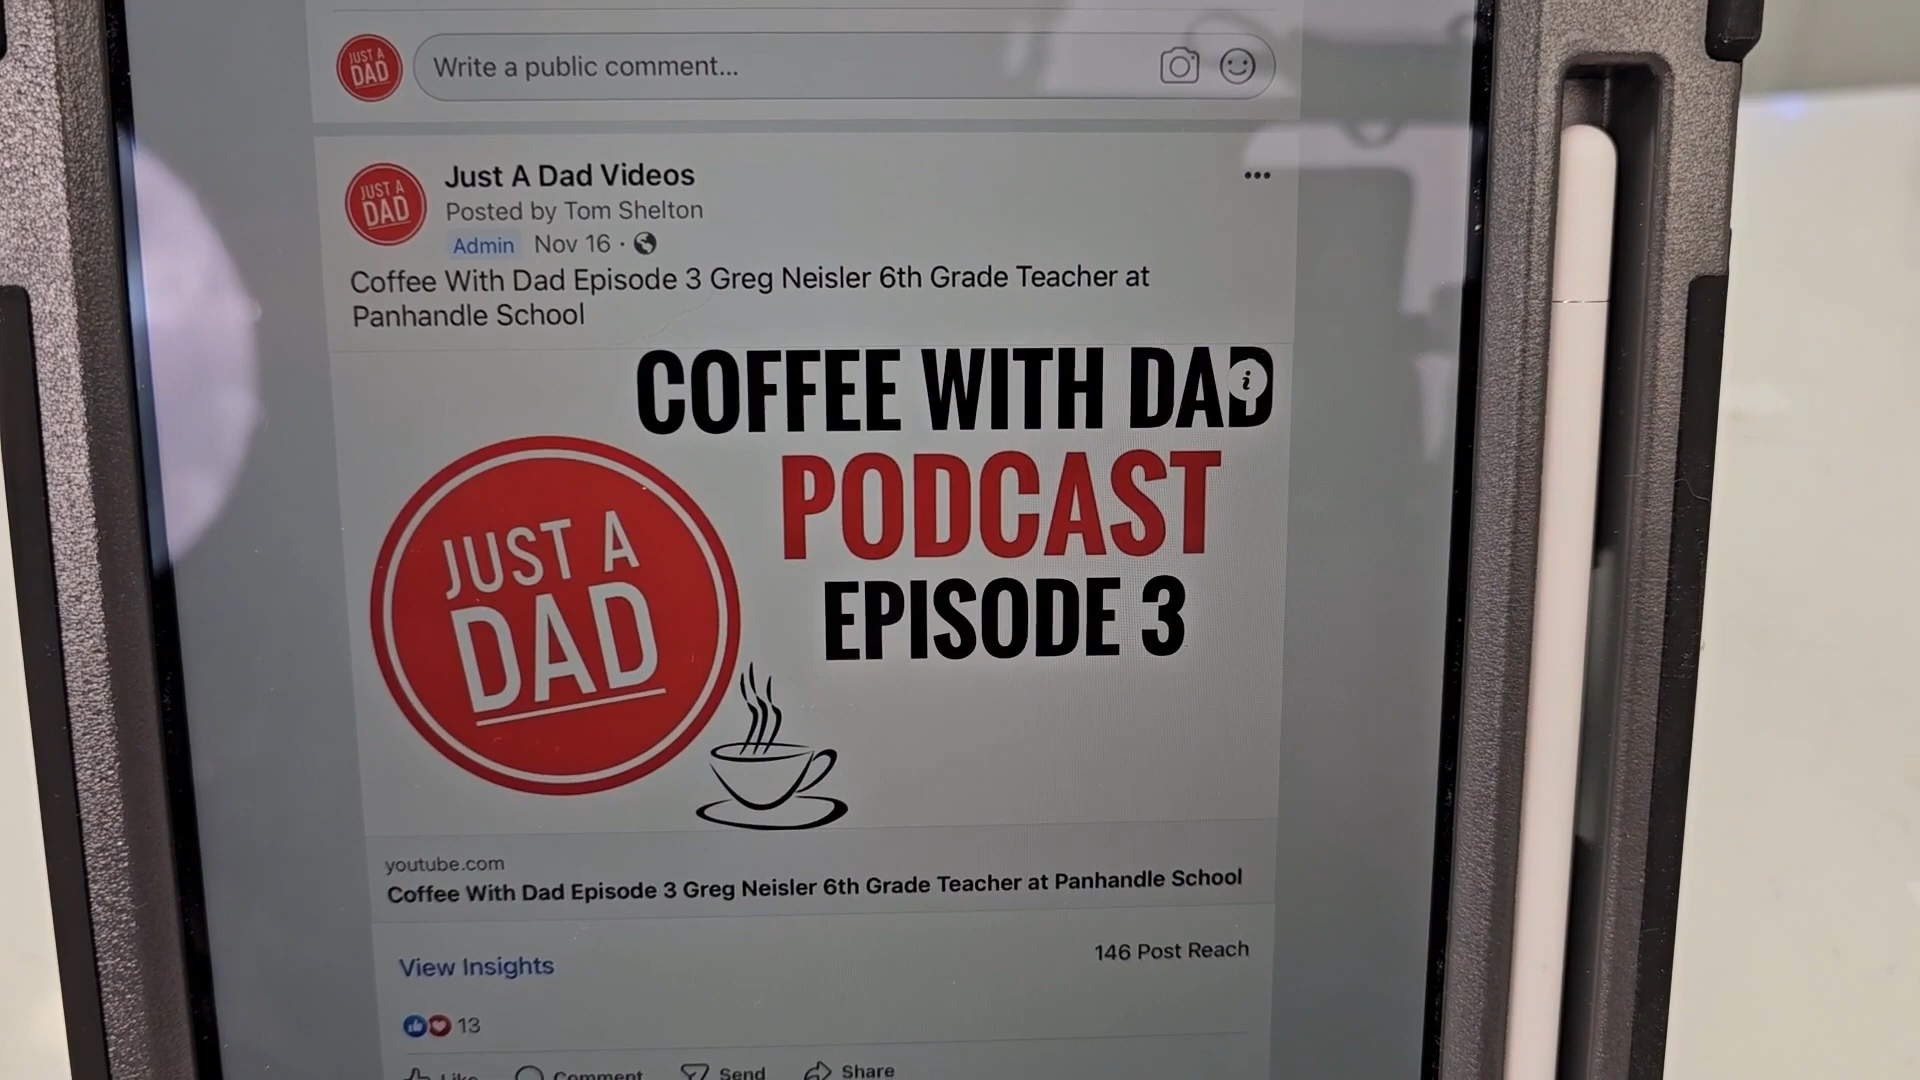 JUST A
DAD
Write a public comment...
JUST A
DAD
Just A Dad Videos
Posted by Tom Shelton
Admin Nov 16 ·
Coffee With Dad Episode 3 Greg Neisler 6th Grade Teacher at
Panhandle School
COFFEE WITH DAD
i
PODCAST
EPISODE 3
JUST A
DAD
youtube.com
Coffee With Dad Episode 3 Greg Neisler 6th Grade Teacher at Panhandle School
View Insights
146 Post Reach
13
Like Comment Send Share